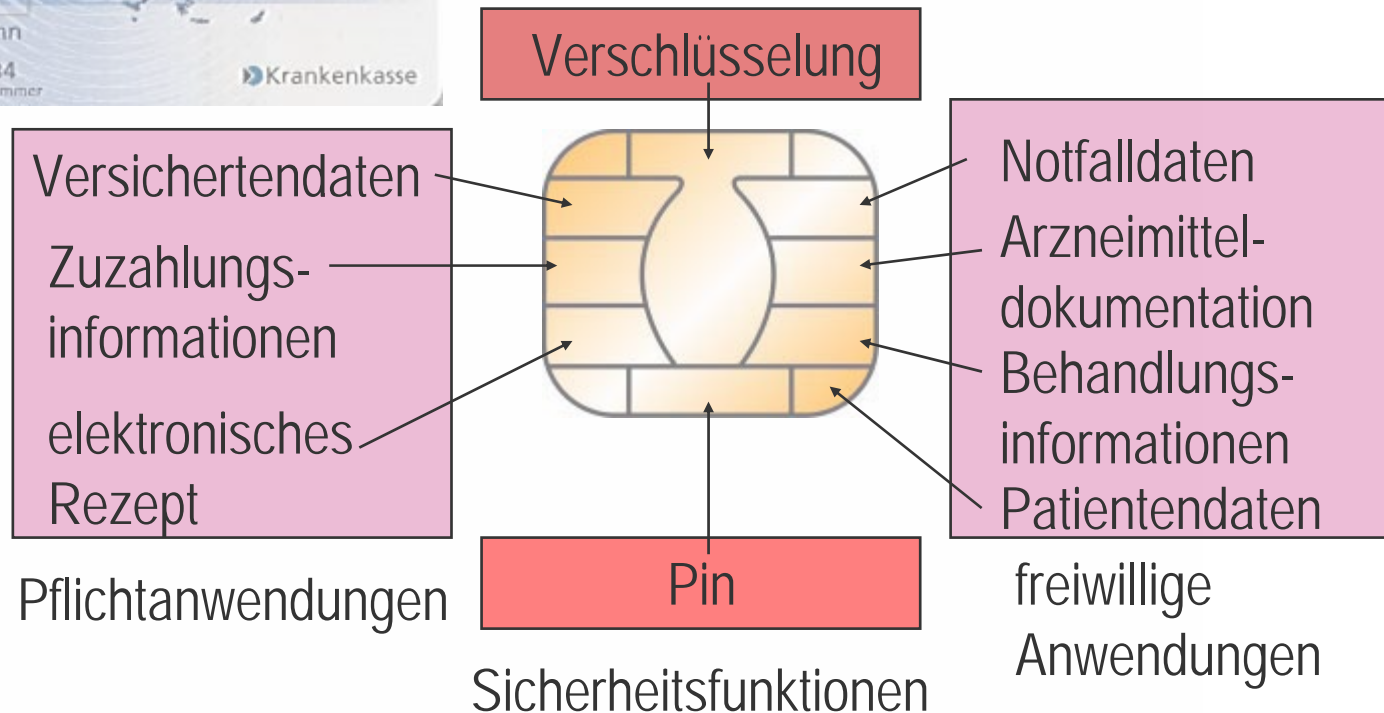 Krankenkasse
Verschlüsselung
Versichertendaten
Zuzahlungs-
informationen
elektronisches
Rezept
Pflichtanwendungen
Pin
Sicherheitsfunktionen
Notfalldaten
Arzneimittel-
dokumentation
Behandlungs-
informationen
Patientendaten
freiwillige
Anwendungen